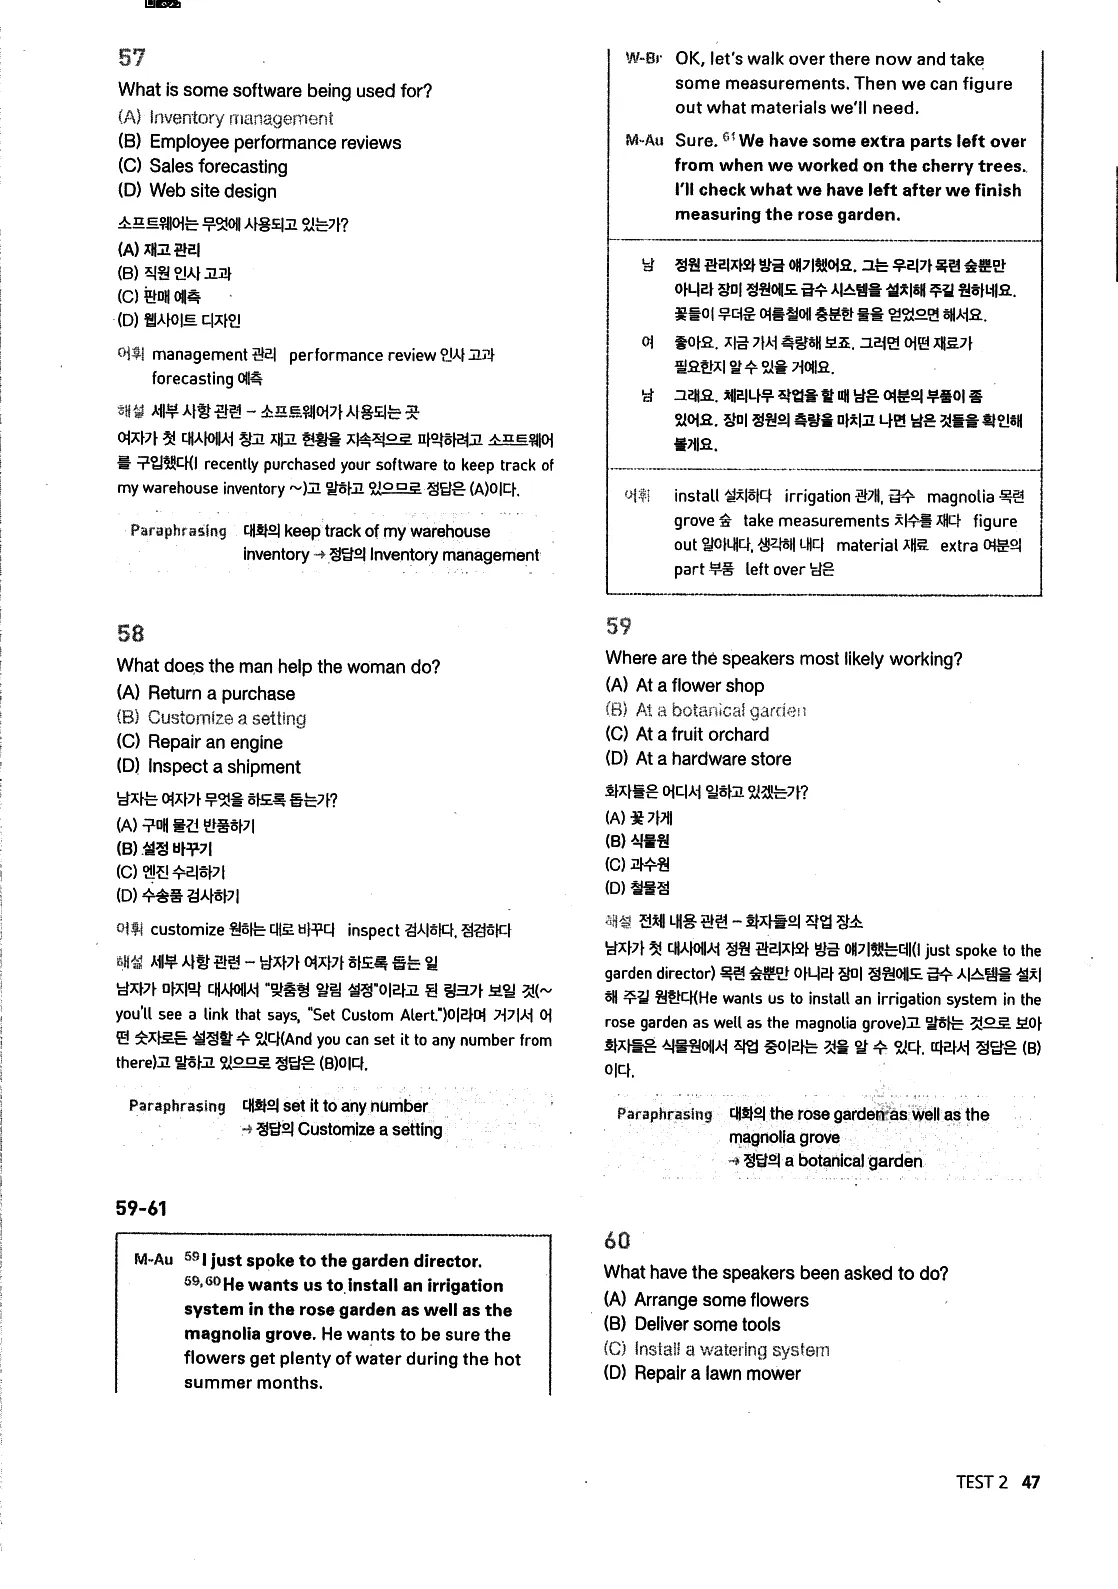 57
What is some software being used for?
(A) Inventory management
(B) Employee performance reviews
(C) Sales forecasting
(D) Web site design
소프트웨어는 무엇에 사용되고 있는가?
(A) 재고 관리
(B) 직원 인사 고과
(C) 판매 예측
(D) 웹사이트 디자인
어휘 management 관리 performance review 인사 고과
forecasting 예측
해설 세부 사항 관련 – 소프트웨어가 사용되는 곳
여자가 첫 대사에서 창고 재고 현황을 지속적으로 파악하려고 소프트웨어
를 구입했다(I recently purchased your software to keep track of
my warehouse inventory ~)고 말하고 있으므로 정답은 (A)이다.
Paraphrasing 대화의 keep track of my warehouse
inventory → 정답의 Inventory management
58
What does the man help the woman do?
(A) Return a purchase
(B) Customize a setting
(C) Repair an engine
(D) Inspect a shipment
남자는 여자가 무엇을 하도록 돕는가?
(A) 구매 물건 반품하기
(B) 설정 바꾸기
(C) 엔진 수리하기
(D) 수송품 검사하기
어휘 customize 원하는 대로 바꾸다 inspect 검사하다, 점검하다
해설 세부 사항 관련 – 남자가 여자가 하도록 돕는 일
남자가 마지막 대사에서 "맞춤형 알림 설정"이라고 된 링크가 보일 것(~
you'll see a link that says, "Set Custom Alert.")이라며 거기서 어
떤 숫자로든 설정할 수 있다(And you can set it to any number from
there)고 말하고 있으므로 정답은 (B)이다.
Paraphrasing 대화의 set it to any number
→ 정답의 Customize a setting
59-61
M-Au 59 I just spoke to the garden director.
59, 60 He wants us to install an irrigation
system in the rose garden as well as the
magnolia grove. He wants to be sure the
flowers get plenty of water during the hot
summer months.
W-Br OK, let's walk over there now and take
some measurements. Then we can figure
out what materials we'll need.
M-Au Sure. 61 We have some extra parts left over
from when we worked on the cherry trees.
I'll check what we have left after we finish
measuring the rose garden.
남 정원 관리자와 방금 얘기했어요. 그는 우리가 목련 숲뿐만
아니라 장미 정원에도 급수 시스템을 설치해 주길 원하네요.
꽃들이 무더운 여름철에 충분한 물을 얻었으면 해서요.
여 좋아요. 지금 가서 측량해 보죠. 그러면 어떤 재료가
필요한지 알 수 있을 거예요.
남 그래요. 체리나무 작업을 할 때 남은 여분의 부품이 좀
있어요. 장미 정원의 측량을 마치고 나면 남은 것들을 확인해
볼게요.
어휘 install 설치하다 irrigation 관개, 급수 magnolia 목련
grove 숲 take measurements 치수를 재다 figure
out 알아내다, 생각해 내다 material 재료 extra 여분의
part 부품 left over 남은
59
Where are the speakers most likely working?
(A) At a flower shop
(B) At a botanical garden
(C) At a fruit orchard
(D) At a hardware store
화자들은 어디서 일하고 있겠는가?
(A) 꽃 가게
(B) 식물원
(C) 과수원
(D) 철물점
해설 전체 내용 관련 – 화자들의 작업 장소
남자가 첫 대사에서 정원 관리자와 방금 얘기했는데(I just spoke to the
garden director) 목련 숲뿐만 아니라 장미 정원에도 급수 시스템을 설치
해 주길 원한다(He wants us to install an irrigation system in the
rose garden as well as the magnolia grove)고 말하는 것으로 보아
화자들은 식물원에서 작업 중이라는 것을 알 수 있다. 따라서 정답은 (B)
이다.
Paraphrasing 대화의 the rose garden as well as the
magnolia grove
→ 정답의 a botanical garden
60
What have the speakers been asked to do?
(A) Arrange some flowers
(B) Deliver some tools
(C) Install a watering system
(D) Repair a lawn mower
TEST 2 47